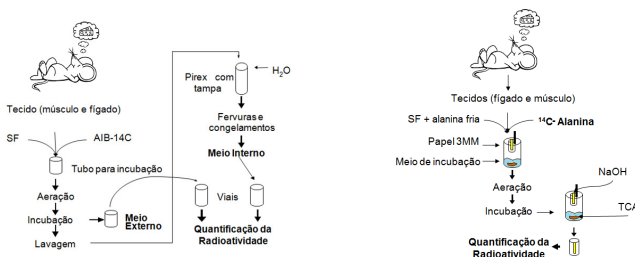 Tecido (músculo e fígado)
SF
AIB-14C
Tubo para incubação
Aeração
Incubação
Meio
Externo
Lavagem
Pirex com
tampa
H2O
Fervuras e
congelamentos
Meio Interno
Viais
Quantificação da
Radioatividade
Tecidos (fígado e músculo)
SF + alanina fria
14C- Alanina
Papel 3MM
Meio de incubação
Aeração
Incubação
NaOH
TCA
Quantificação da
Radioatividade